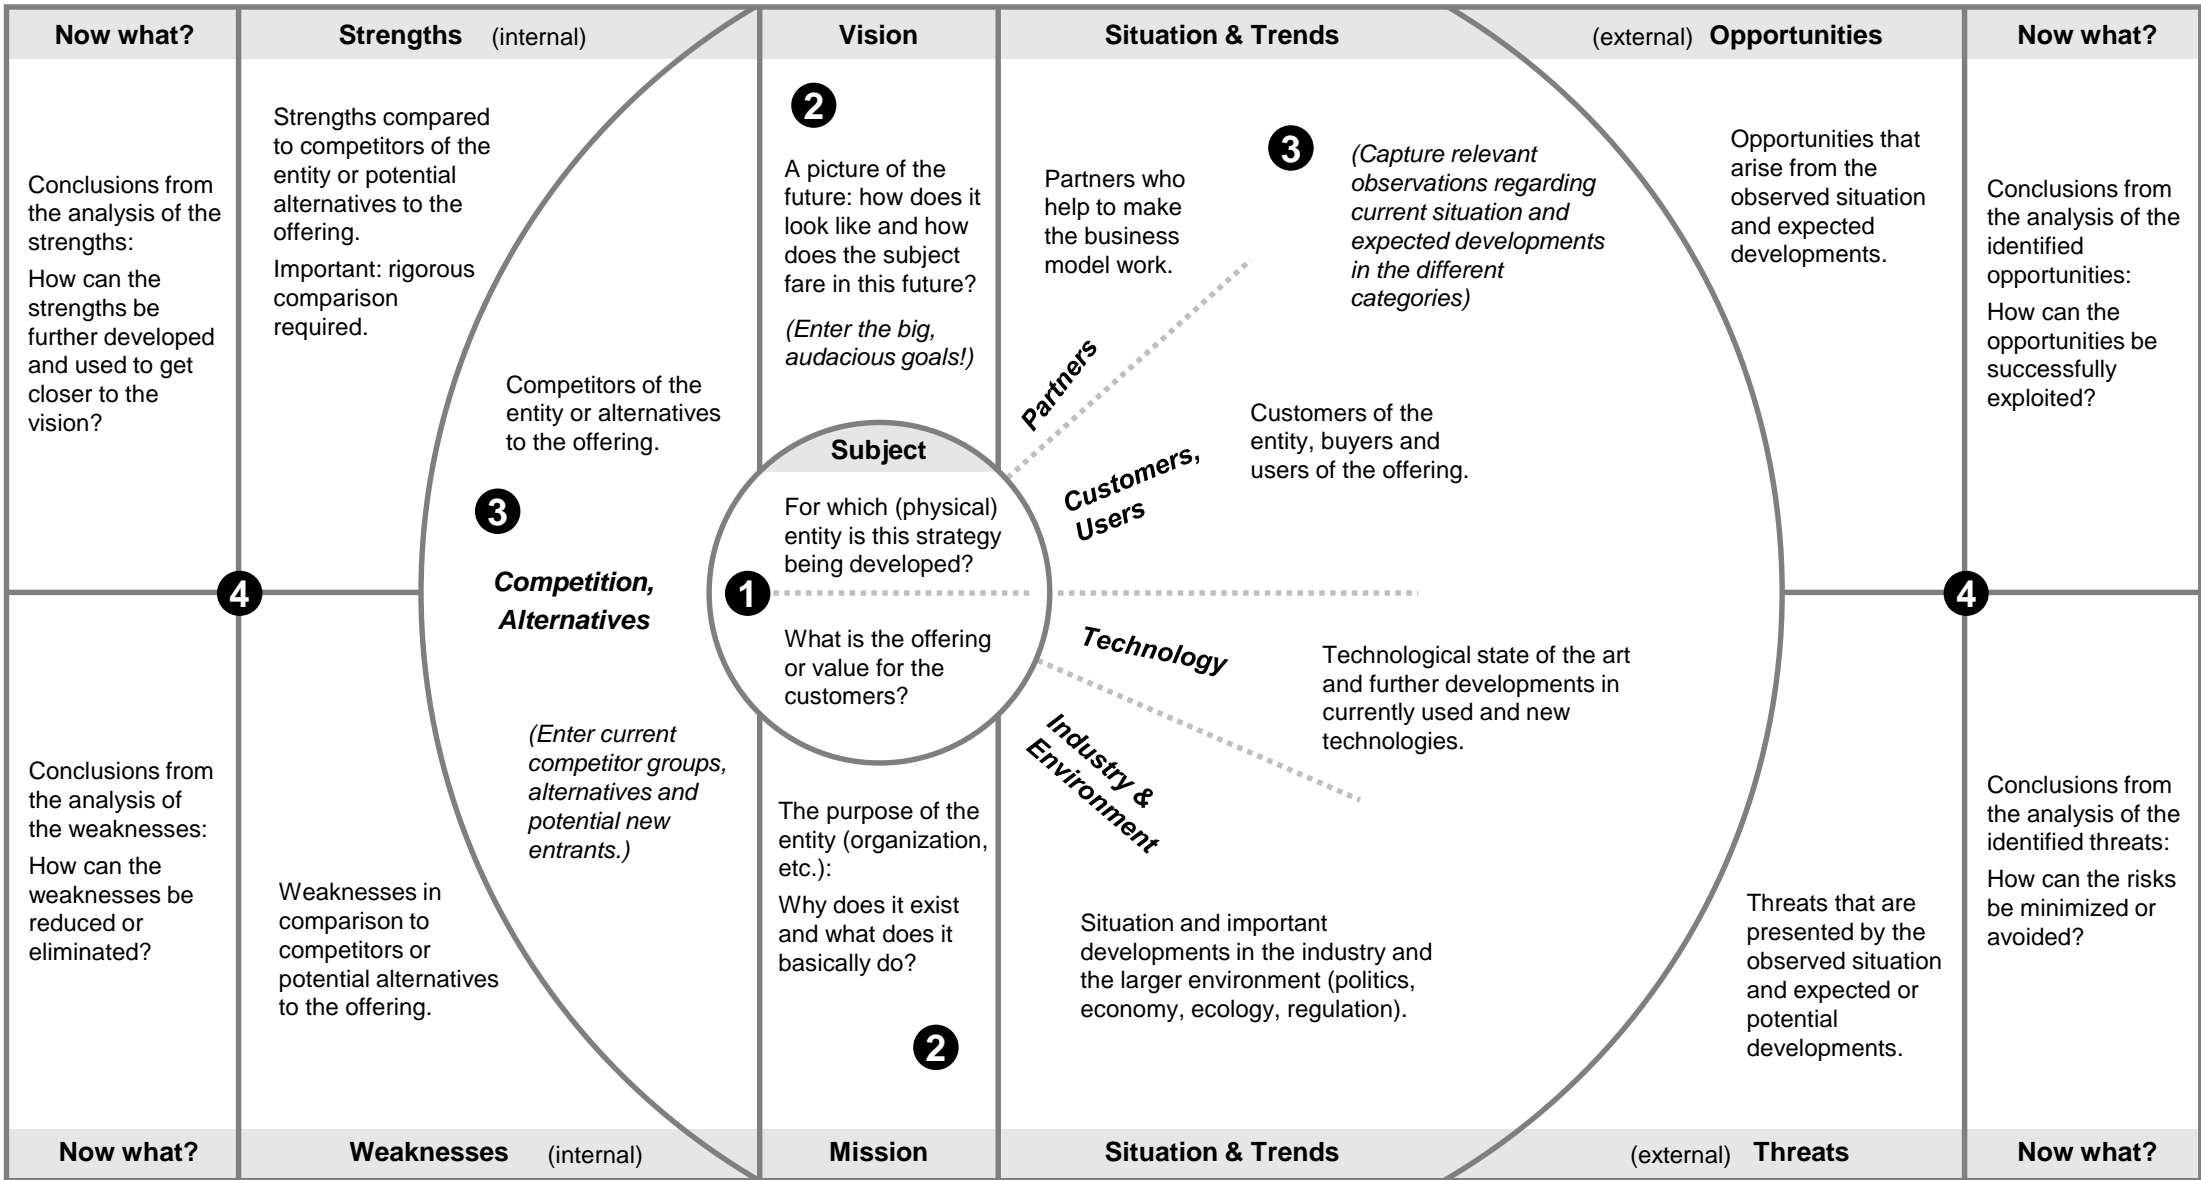 Now what?
Strengths (internal)
Vision
Situation & Trends
(external) Opportunities
Now what?
Conclusions from
the analysis of the
strengths:
How can the
strengths be
further developed
and used to get
closer to the
vision?
Strengths compared
to competitors of the
entity or potential
alternatives to the
offering.
Important: rigorous
comparison
required.
Competitors of the
entity or alternatives
to the offering.
3
Competition,
Alternatives
(Enter current
competitor groups,
alternatives and
potential new
entrants.)
2
A picture of the
future: how does it
look like and how
does the subject
fare in this future?
(Enter the big,
audacious goals!)
Subject
For which (physical)
entity is this strategy
being developed?
1
What is the offering
or value for the
customers?
The purpose of the
entity (organization,
etc.):
Why does it exist
and what does it
basically do?
2
Partners who
help to make
the business
model work.
3
(Capture relevant
observations regarding
current situation and
expected developments
in the different
categories)
Partners
Customers,
Users
Customers of the
entity, buyers and
users of the offering.
Technology
Technological state of the art
and further developments in
currently used and new
technologies.
Industry &
Environment
Situation and important
developments in the industry and
the larger environment (politics,
economy, ecology, regulation).
Opportunities that
arise from the
observed situation
and expected
developments.
Conclusions from
the analysis of the
identified
opportunities:
How can the
opportunities be
successfully
exploited?
4
4
Conclusions from
the analysis of
the weaknesses:
How can the
weaknesses be
reduced or
eliminated?
Weaknesses in
comparison to
competitors or
potential alternatives
to the offering.
Threats that are
presented by the
observed situation
and expected or
potential
developments.
Conclusions from
the analysis of the
identified threats:
How can the risks
be minimized or
avoided?
Now what?
Weaknesses (internal)
Mission
Situation & Trends
(external) Threats
Now what?